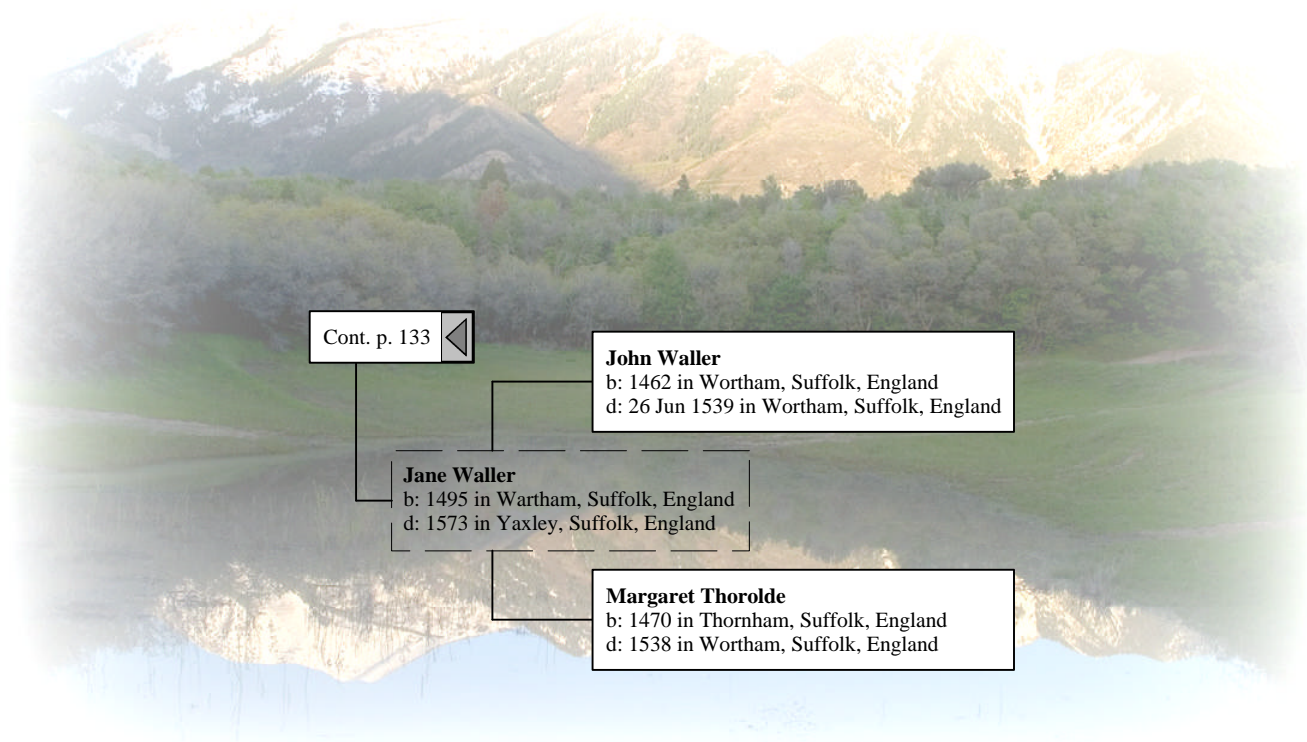 Cont. p. 133
John Waller
b: 1462 in Wortham, Suffolk, England
d: 26 Jun 1539 in Wortham, Suffolk, England
Jane Waller
b: 1495 in Wartham, Suffolk, England
d: 1573 in Yaxley, Suffolk, England
Margaret Thorolde
b: 1470 in Thornham, Suffolk, England
d: 1538 in Wortham, Suffolk, England